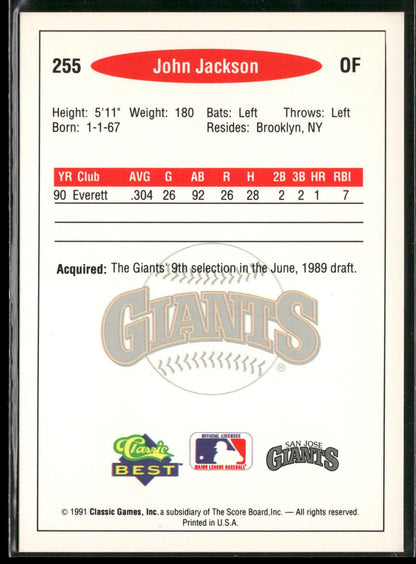 255 John Jackson OF
Height: 5'11" Weight: 180 Bats: Left Throws: Left
Born: 1-1-67 Resides: Brooklyn, NY
YR Club AVG G AB R H 2B 3B HR RBI
90 Everett .304 26 92 26 28 2 2 1 7
Acquired: The Giants' 9th selection in the June, 1989 draft.
GIANTS
®
Classic
BEST
OFFICIAL LICENSEE
MAJOR LEAGUE BASEBALL
SAN JOSE
GIANTS
© 1991 Classic Games, Inc. a subsidiary of The Score Board, Inc. — All rights reserved.
Printed in U.S.A.